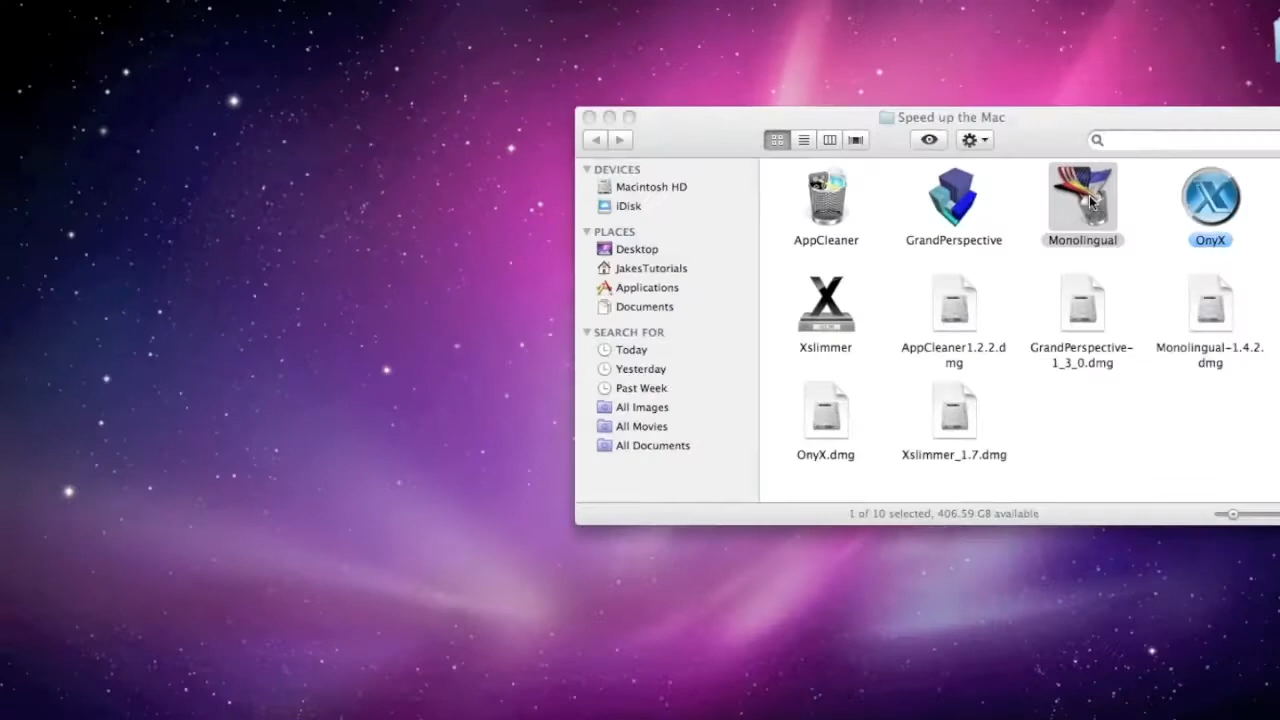 Speed up the Mac
DEVICES
Macintosh HD
iDisk
PLACES
Desktop
JakesTutorials
Applications
Documents
SEARCH FOR
Today
Yesterday
Past Week
All Images
All Movies
All Documents
AppCleaner
GrandPerspective
Monolingual
OnyX
Xslimmer
AppCleaner1.2.2.d
mg
GrandPerspective-
1_3_0.dmg
Monolingual-1.4.2.
dmg
OnyX.dmg
Xslimmer_1.7.dmg
1 of 10 selected, 406.59 GB available